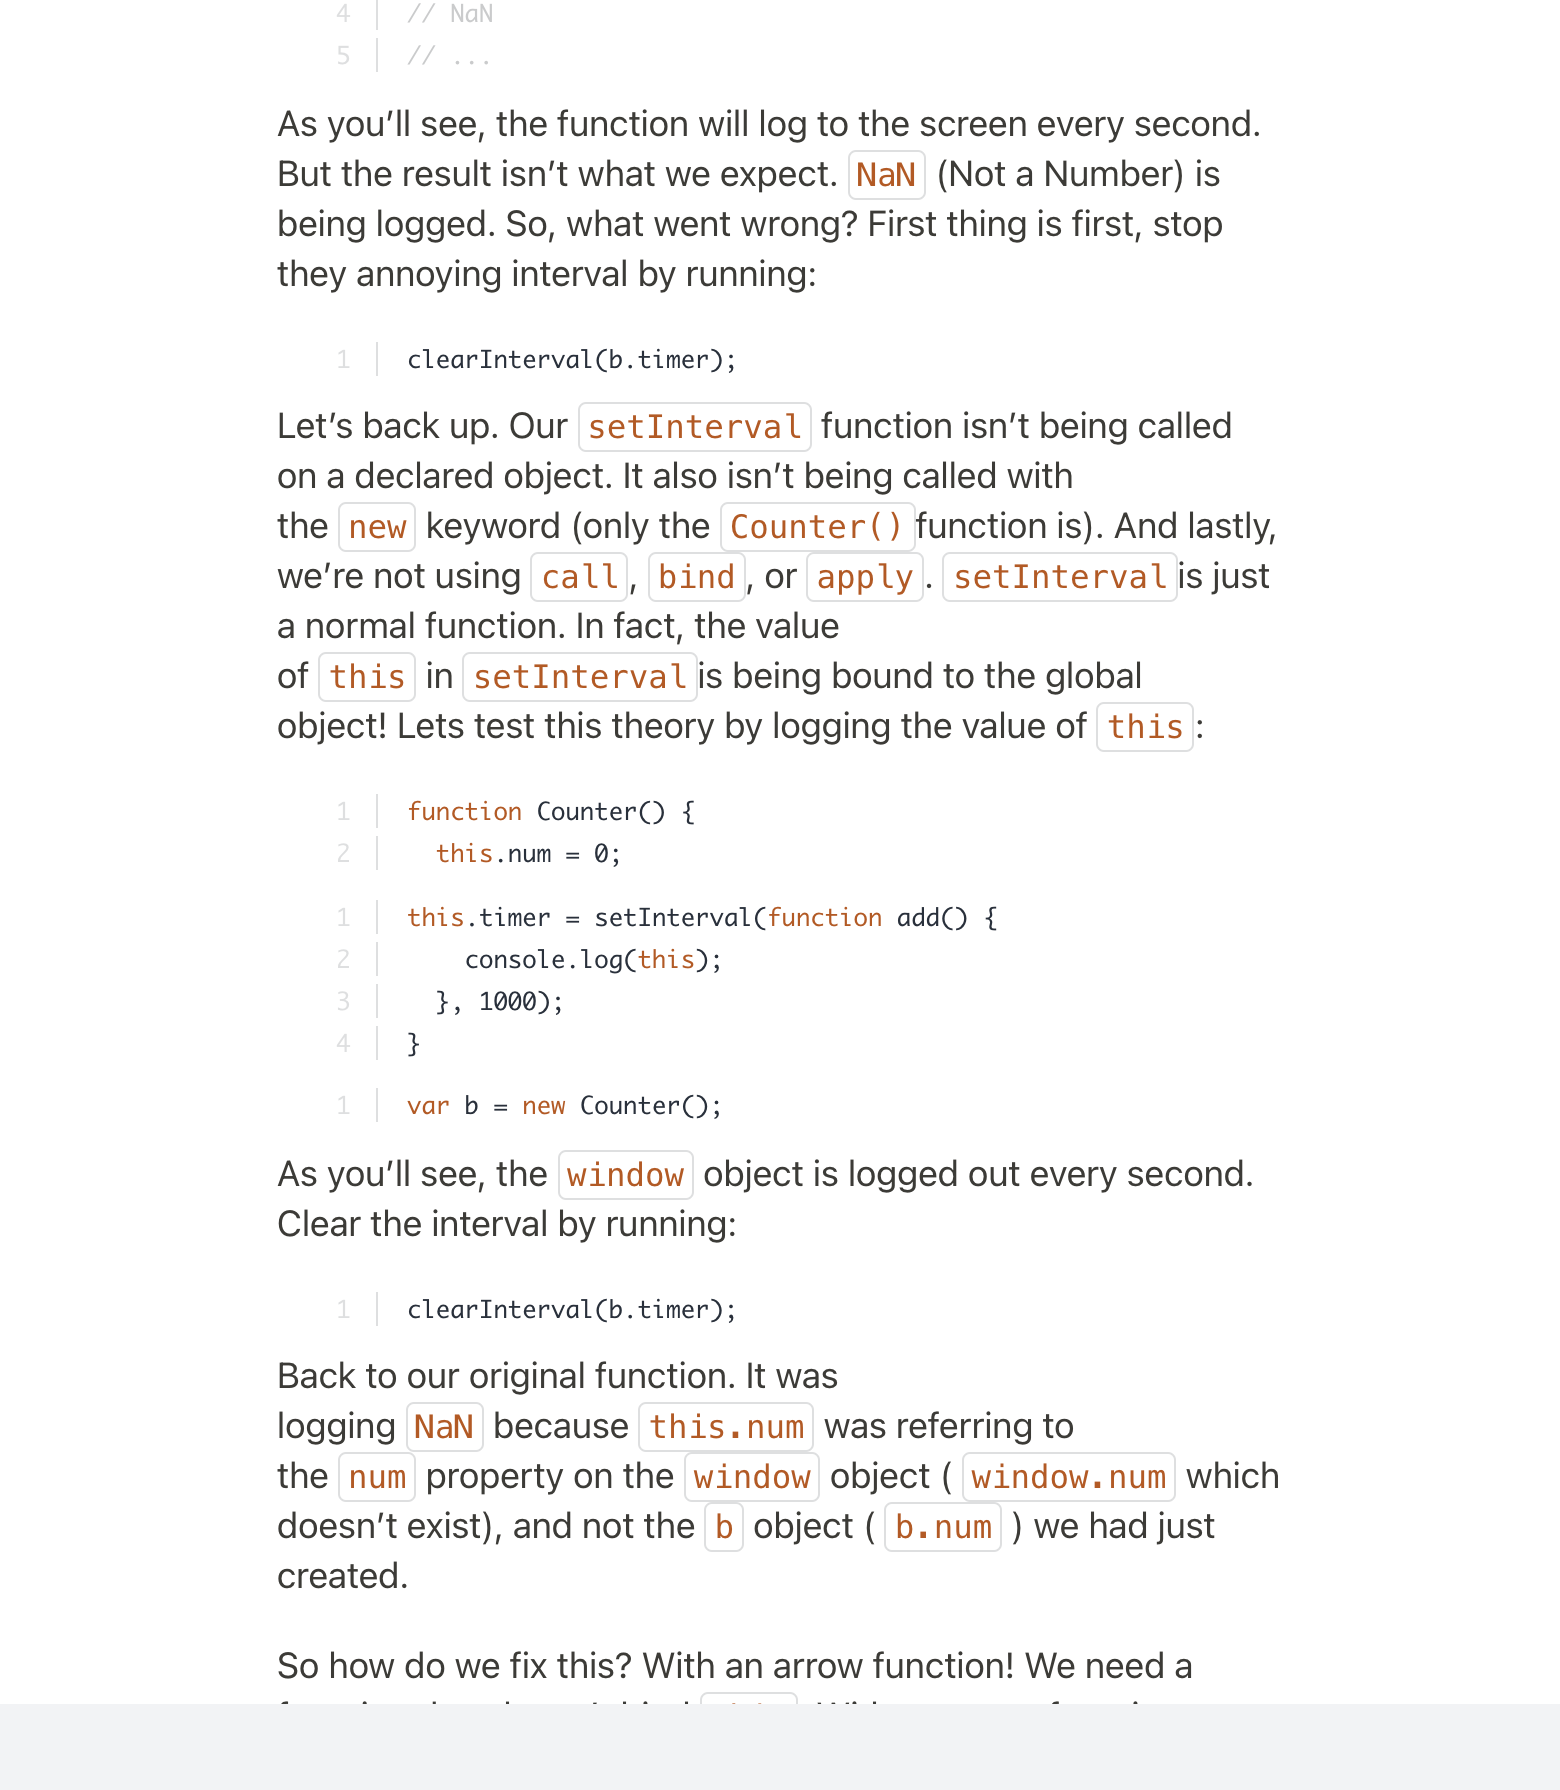 4 // NaN
5 // ...
As you’ll see, the function will log to the screen every second.
But the result isn’t what we expect. NaN (Not a Number) is
being logged. So, what went wrong? First thing is first, stop
they annoying interval by running:
1 clearInterval(b.timer);
Let’s back up. Our setInterval function isn’t being called
on a declared object. It also isn’t being called with
the new keyword (only the Counter() function is). And lastly,
we’re not using call, bind, or apply. setInterval is just
a normal function. In fact, the value
of this in setInterval is being bound to the global
object! Lets test this theory by logging the value of this:
1 function Counter() {
2   this.num = 0;
1 this.timer = setInterval(function add() {
2     console.log(this);
3   }, 1000);
4 }
1 var b = new Counter();
As you’ll see, the window object is logged out every second.
Clear the interval by running:
1 clearInterval(b.timer);
Back to our original function. It was
logging NaN because this.num was referring to
the num property on the window object ( window.num which
doesn’t exist), and not the b object ( b.num ) we had just
created.
So how do we fix this? With an arrow function! We need a